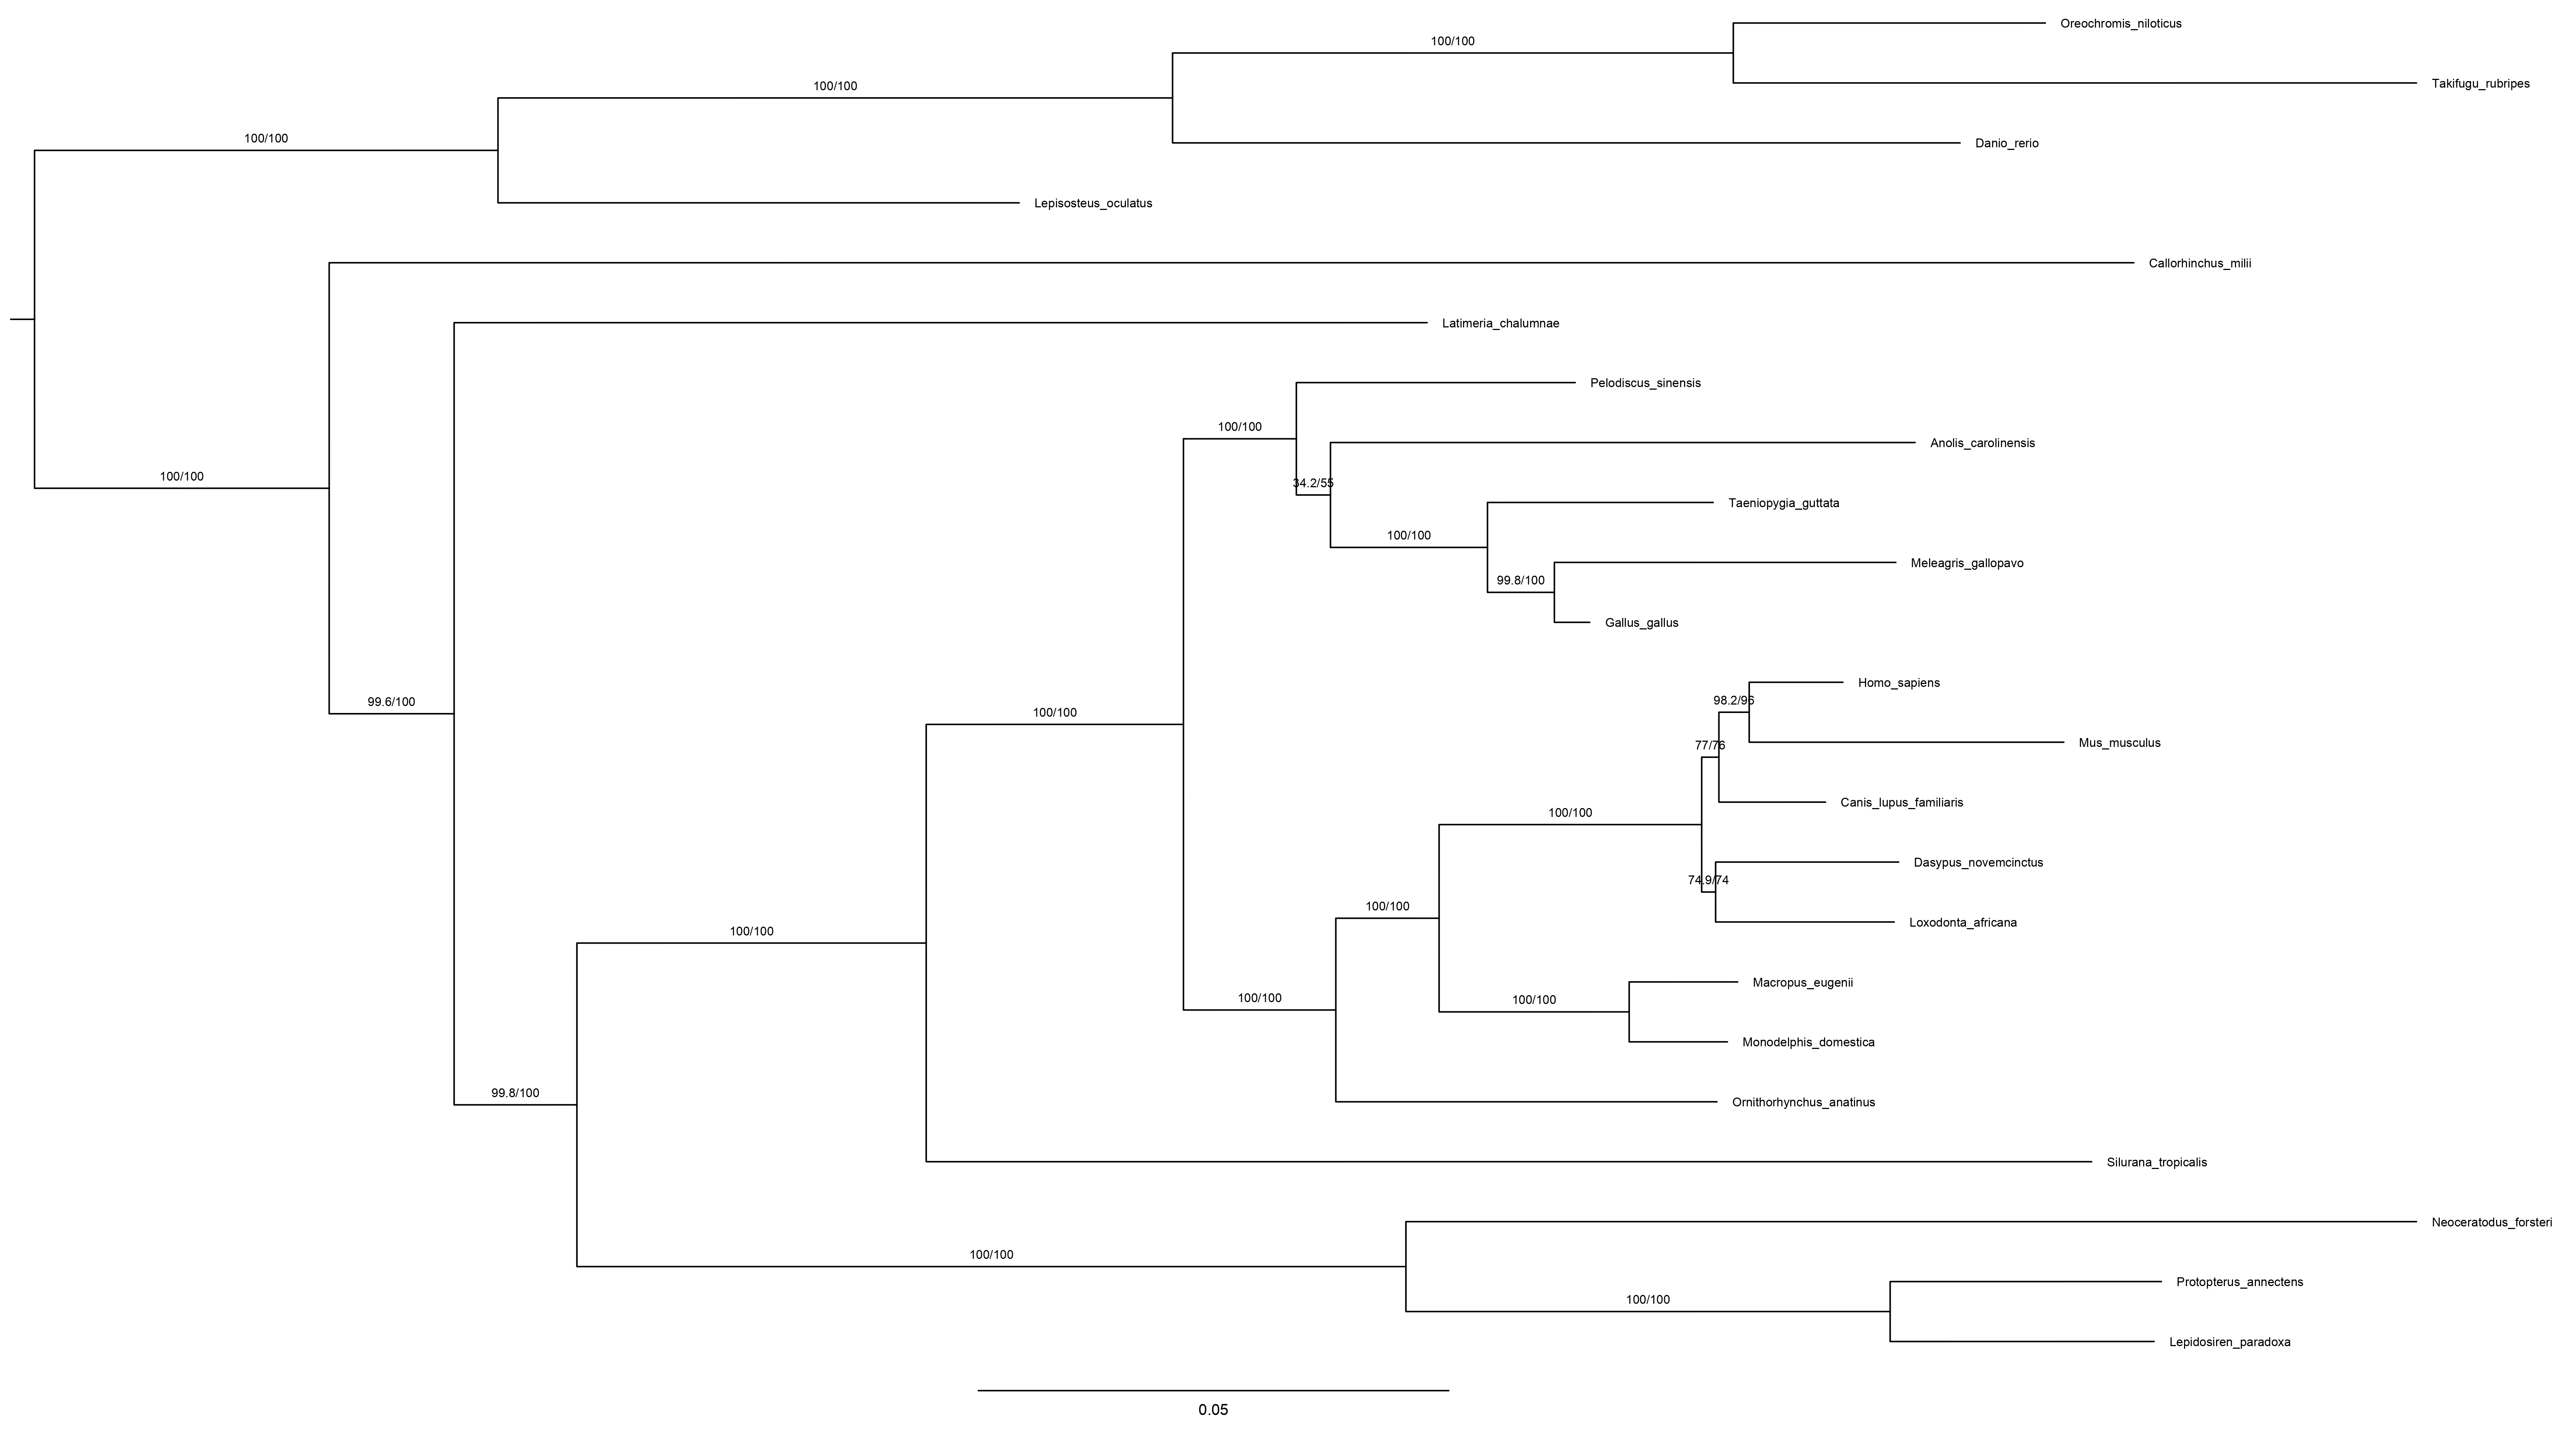 Oreochromis_niloticus
100/100
Takifugu_rubripes
100/100
100/100
Danio_rerio
Lepisosteus_oculatus
Callorhinchus_milii
Latimeria_chalumnae
Pelodiscus_sinensis
100/100
Anolis_carolinensis
100/100
34.2/55
Taeniopygia_guttata
100/100
Meleagris_gallopavo
99.8/100
Gallus_gallus
Homo_sapiens
98.2/96
99.6/100
100/100
Mus_musculus
77/76
Canis_lupus_familiaris
100/100
Dasypus_novemcinctus
74.9/74
100/100
Loxodonta_africana
100/100
Macropus_eugenii
100/100
100/100
Monodelphis_domestica
99.8/100
Ornithorhynchus_anatinus
Silurana_tropicalis
Neoceratodus_forsteri
100/100
Protopterus_annectens
100/100
Lepidosiren_paradoxa
0.05